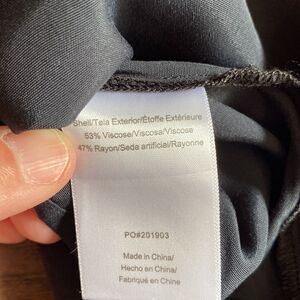 Shell/Tela Exterior/Étoffe Extérieure
53% Viscose/Viscosa/Viscose
47% Rayon/Seda artificial/Rayonne
PO#201903
Made in China/
Hecho en China/
Fabriqué en Chine